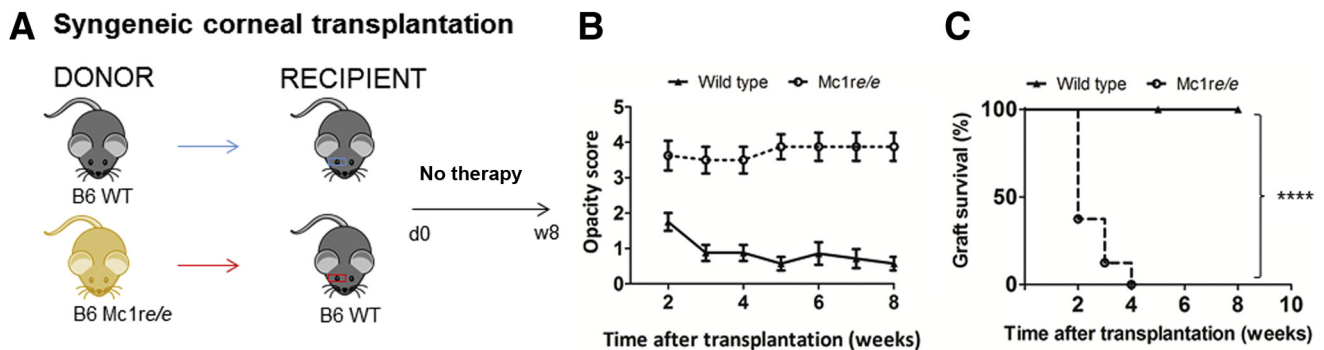 A Syngeneic corneal transplantation
DONOR RECIPIENT
B6 WT
No therapy
d0 w8
B6 Mc1re/e B6 WT
B
Wild type Mc1re/e
Opacity score
5
4
3
2
1
0
2 4 6 8
Time after transplantation (weeks)
C
Wild type Mc1re/e
Graft survival (%)
100
50
0
****
2 4 6 8 10
Time after transplantation (weeks)